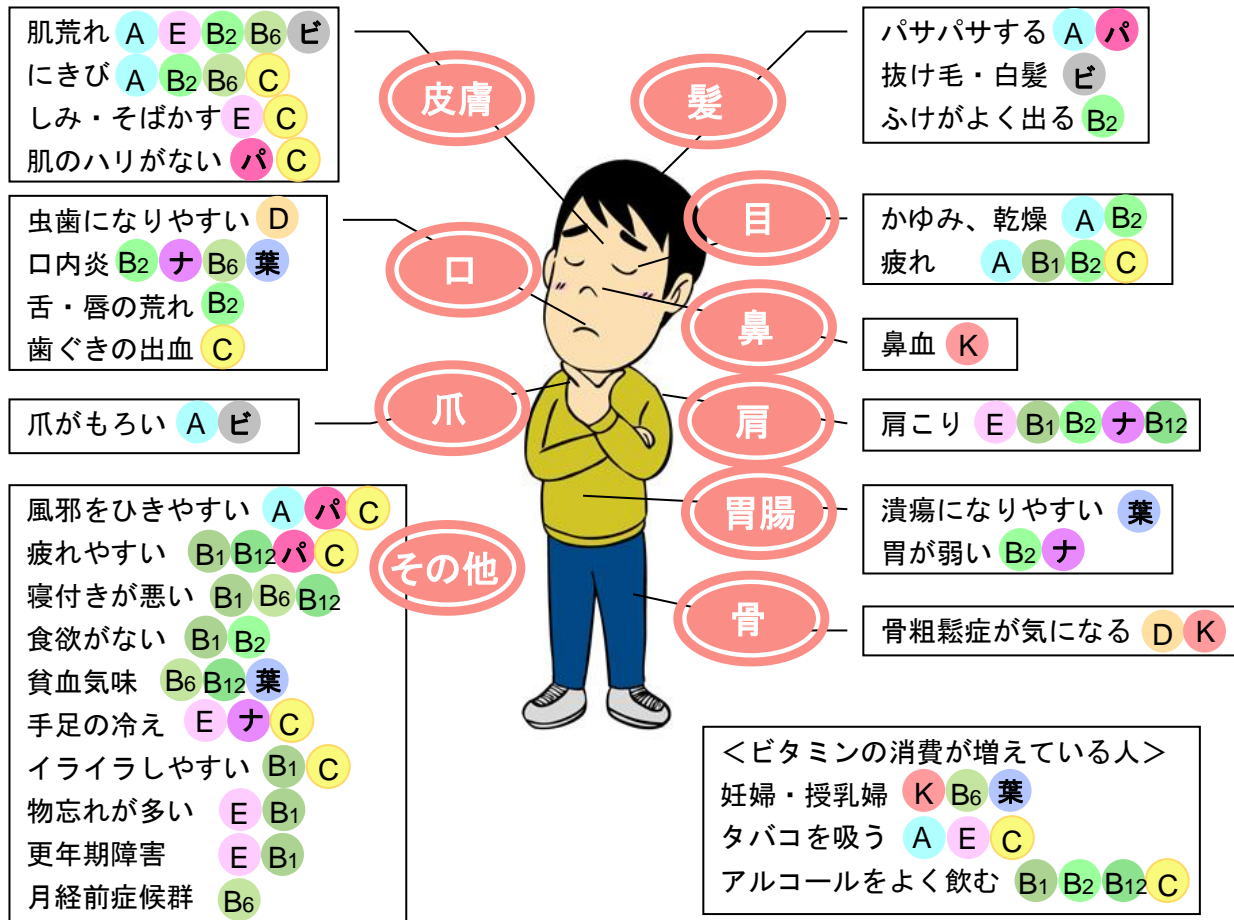 皮膚
肌荒れ A E B2 B6 ビ
にきび A B2 B6 C
しみ・そばかす E C
肌のハリがない パ C
髪
パサパサする A パ
抜け毛・白髪 ビ
ふけがよく出る B2
口
虫歯になりやすい D
口内炎 B2 ナ B6 葉
舌・唇の荒れ B2
歯ぐきの出血 C
目
かゆみ、乾燥 A B2
疲れ A B1 B2 C
鼻
鼻血 K
爪
爪がもろい A ビ
肩
肩こり E B1 B2 ナ B12
胃腸
潰瘍になりやすい 葉
胃が弱い B2 ナ
その他
風邪をひきやすい A パ C
疲れやすい B1 B12 パ C
寝付きが悪い B1 B6 B12
食欲がない B1 B2
貧血気味 B6 B12 葉
手足の冷え E ナ C
イライラしやすい B1 C
物忘れが多い E B1
更年期障害 E B1
月経前症候群 B6
骨
骨粗鬆症が気になる D K
＜ビタミンの消費が増えている人＞
妊婦・授乳婦 K B6 葉
タバコを吸う A E C
アルコールをよく飲む B1 B2 B12 C